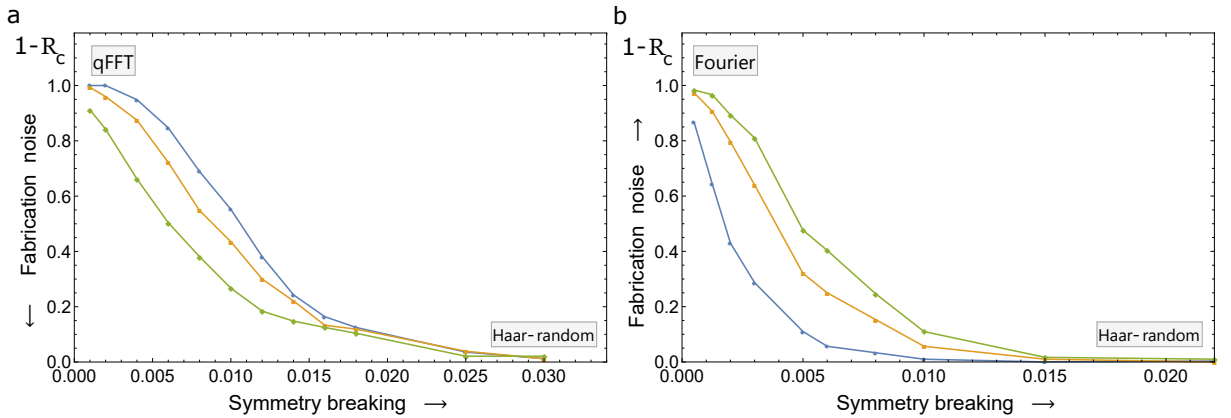 a
1-R_c
qFFT
1.0
0.8
0.6
0.4
0.2
0.0
← Fabrication noise
Haar-random
0.000 0.005 0.010 0.015 0.020 0.025 0.030
Symmetry breaking →
b
1-R_c
Fourier
1.0
0.8
0.6
0.4
0.2
0.0
Fabrication noise →
Haar-random
0.000 0.005 0.010 0.015 0.020
Symmetry breaking →